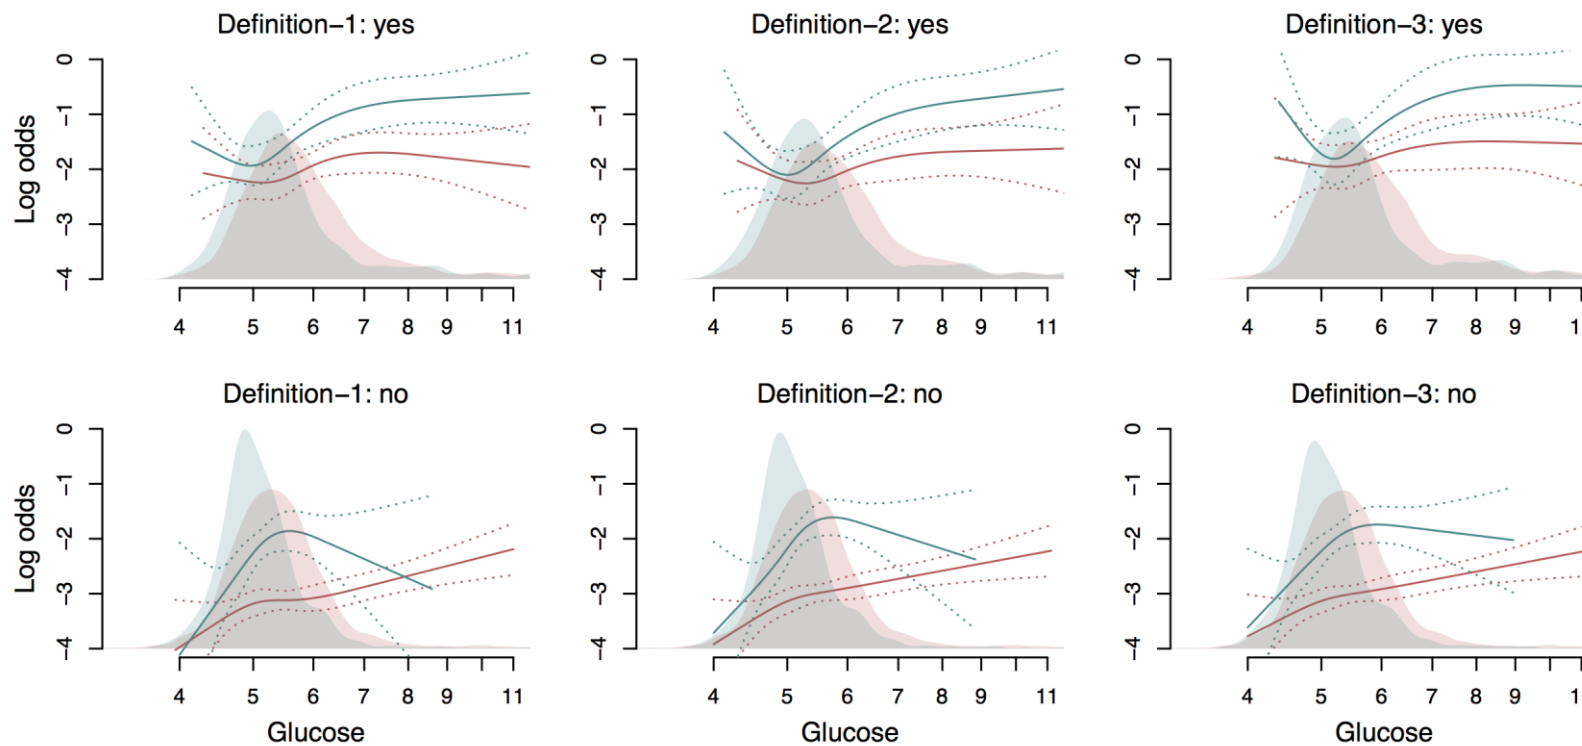 Definition−1: yes
Definition−2: yes
Definition−3: yes
Log odds
0
−1
−2
−3
−4
0
−1
−2
−3
−4
0
−1
−2
−3
−4
4 5 6 7 8 9 11
4 5 6 7 8 9 11
4 5 6 7 8 9 1
Definition−1: no
Definition−2: no
Definition−3: no
Log odds
0
−1
−2
−3
−4
0
−1
−2
−3
−4
0
−1
−2
−3
−4
4 5 6 7 8 9 11
4 5 6 7 8 9 11
4 5 6 7 8 9 1
Glucose
Glucose
Glucose